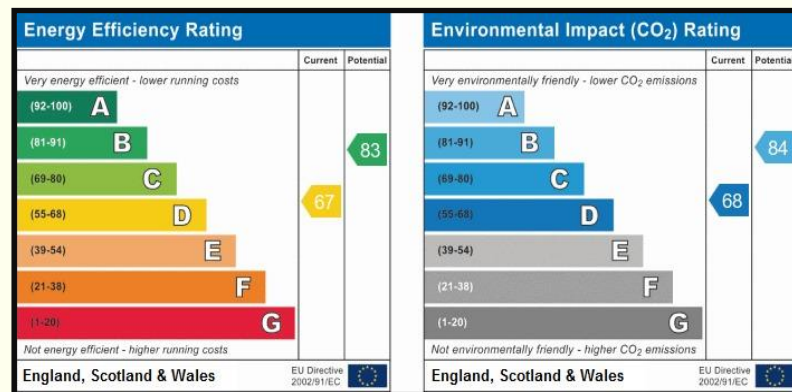 Energy Efficiency Rating
Current Potential
Very energy efficient - lower running costs
(92-100) A
(81-91) B
83
(69-80) C
67
(55-68) D
(39-54) E
(21-38) F
(1-20) G
Not energy efficient - higher running costs
England, Scotland & Wales
EU Directive
2002/91/EC
Environmental Impact (CO₂) Rating
Current Potential
Very environmentally friendly - lower CO₂ emissions
(92-100) A
(81-91) B
84
(69-80) C
68
(55-68) D
(39-54) E
(21-38) F
(1-20) G
Not environmentally friendly - higher CO₂ emissions
England, Scotland & Wales
EU Directive
2002/91/EC